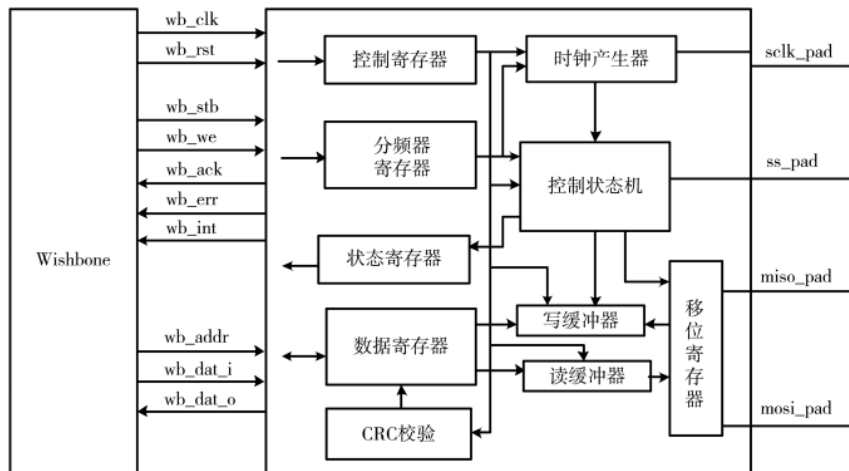 wb_clk
wb_rst
wb_stb
wb_we
wb_ack
wb_err
wb_int
Wishbone
wb_addr
wb_dat_i
wb_dat_o
控制寄存器
分频器
寄存器
状态寄存器
数据寄存器
CRC校验
时钟产生器
控制状态机
写缓冲器
读缓冲器
移
位
寄
存
器
sclk_pad
ss_pad
miso_pad
mosi_pad